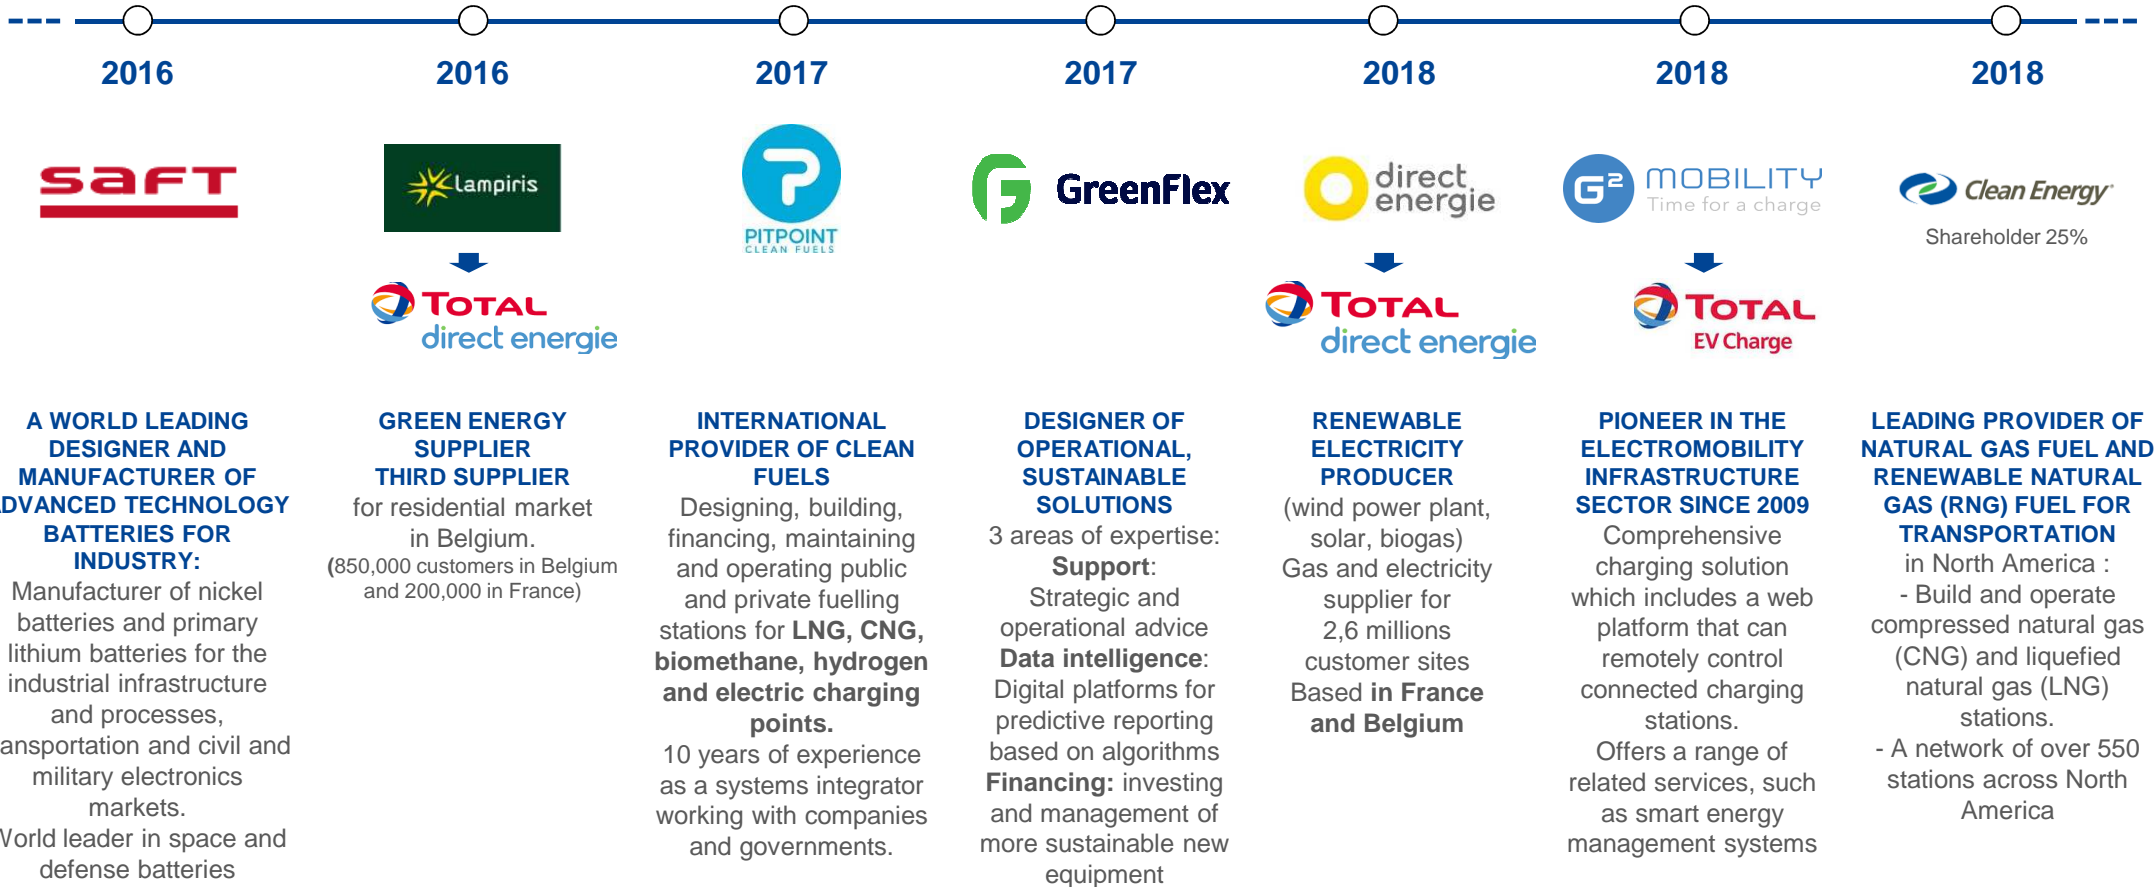 2016
2016
2017
2017
2018
2018
2018
SAFT
Lampiris
TOTAL
direct energie
PITPOINT
CLEAN FUELS
GreenFlex
direct
energie
TOTAL
direct energie
G2
MOBILITY
Time for a charge
TOTAL
EV Charge
Clean Energy
Shareholder 25%
A WORLD LEADING
DESIGNER AND
MANUFACTURER OF
ADVANCED TECHNOLOGY
BATTERIES FOR
INDUSTRY:
Manufacturer of nickel
batteries and primary
lithium batteries for the
industrial infrastructure
and processes,
ansportation and civil and
military electronics
markets.
World leader in space and
defense batteries
GREEN ENERGY
SUPPLIER
THIRD SUPPLIER
for residential market
in Belgium.
(850,000 customers in Belgium
and 200,000 in France)
INTERNATIONAL
PROVIDER OF CLEAN
FUELS
Designing, building,
financing, maintaining
and operating public
and private fuelling
stations for LNG, CNG,
biomethane, hydrogen
and electric charging
points.
10 years of experience
as a systems integrator
working with companies
and governments.
DESIGNER OF
OPERATIONAL,
SUSTAINABLE
SOLUTIONS
3 areas of expertise:
Support:
Strategic and
operational advice
Data intelligence:
Digital platforms for
predictive reporting
based on algorithms
Financing: investing
and management of
more sustainable new
equipment
RENEWABLE
ELECTRICITY
PRODUCER
(wind power plant,
solar, biogas)
Gas and electricity
supplier for
2,6 millions
customer sites
Based in France
and Belgium
PIONEER IN THE
ELECTROMOBILITY
INFRASTRUCTURE
SECTOR SINCE 2009
Comprehensive
charging solution
which includes a web
platform that can
remotely control
connected charging
stations.
Offers a range of
related services, such
as smart energy
management systems
LEADING PROVIDER OF
NATURAL GAS FUEL AND
RENEWABLE NATURAL
GAS (RNG) FUEL FOR
TRANSPORTATION
in North America :
- Build and operate
compressed natural gas
(CNG) and liquefied
natural gas (LNG)
stations.
- A network of over 550
stations across North
America